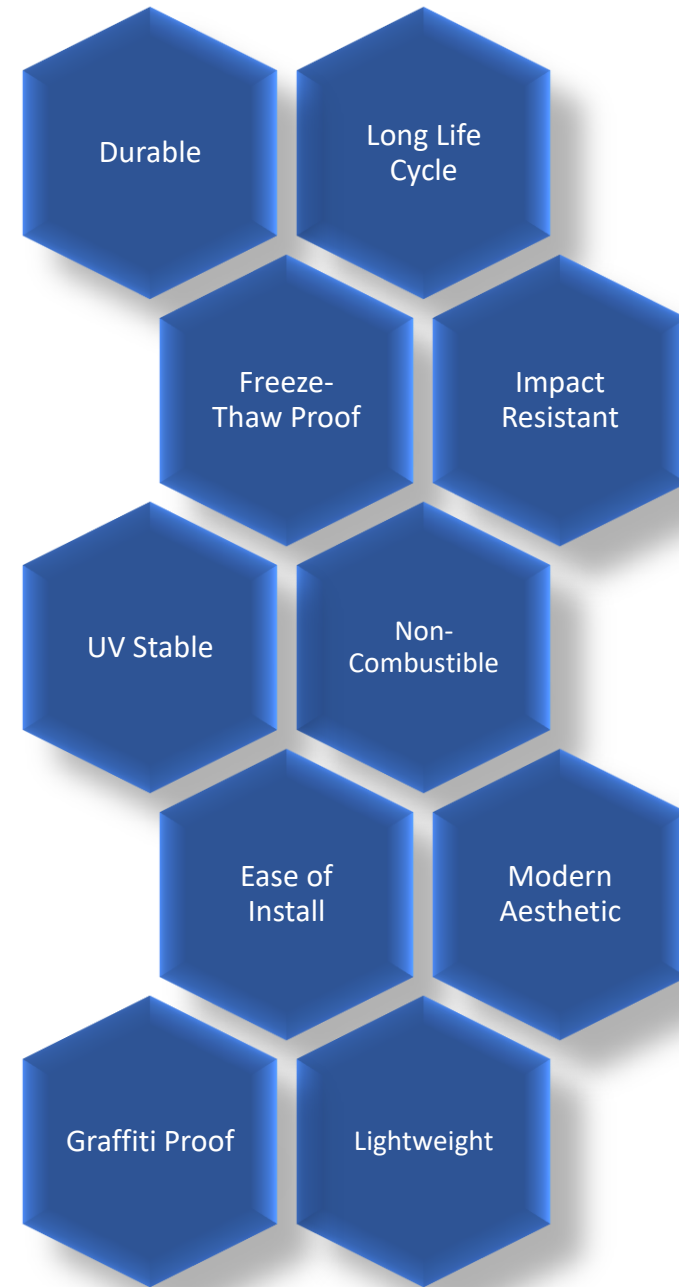 Durable
Long Life
Cycle
Freeze-
Thaw Proof
Impact
Resistant
UV Stable
Non-
Combustible
Ease of
Install
Modern
Aesthetic
Graffiti Proof
Lightweight